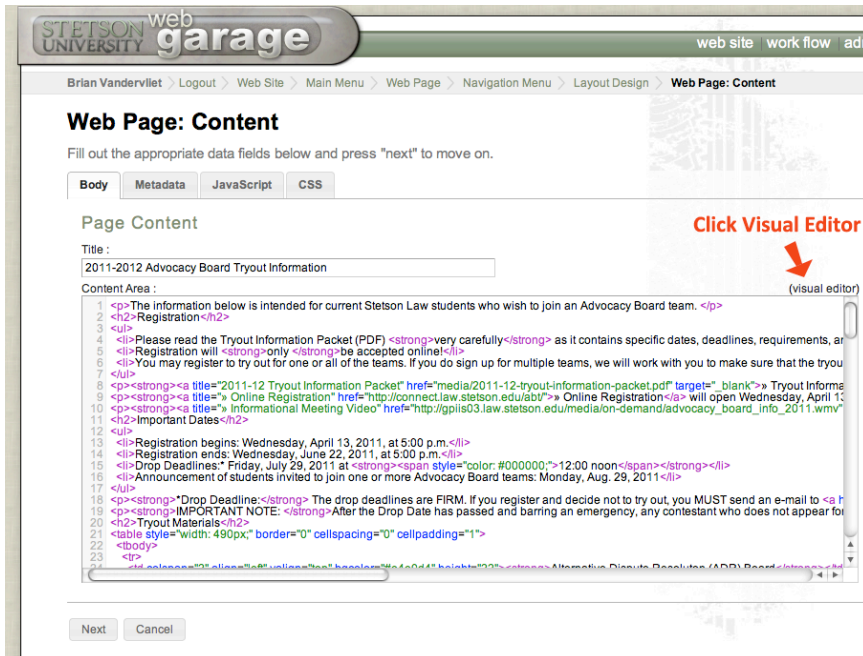 STETSON
UNIVERSITY
web
garage
web site | work flow |
Brian Vandervliet > Logout > Web Site > Main Menu > Web Page > Navigation Menu > Layout Design > Web Page: Content
Web Page: Content
Fill out the appropriate data fields below and press "next" to move on.
Body Metadata JavaScript CSS
Page Content
Click Visual Editor
Title :
2011-2012 Advocacy Board Tryout Information
Content Area :
(visual editor)
1 <p>The information below is intended for current Stetson Law students who wish to join an Advocacy Board team. </p>
2 <h2>Registration</h2>
3 <ul>
4 <li>Please read the Tryout Information Packet (PDF) <strong>very carefully</strong> as it contains specific dates, deadlines, requirements,
5 <li>Registration will <strong>only </strong>be accepted online!</li>
6 <li>You may register to try out for one or all of the teams. If you do sign up for multiple teams, we will work with you to make sure that the tryou
7 </ul>
8 <p><strong><a title="2011-12 Tryout Information Packet" href="media/2011-12-tryout-information-packet.pdf" target="_blank">» Tryout Informa
9 <p><strong><a title="» Online Registration" href="http://connect.law.stetson.edu/abt/">» Online Registration</a> will open Wednesday, April 13
10 <p><strong><a title="» Informational Meeting Video" href="http://gpiis03.law.stetson.edu/media/on-demand/advocacy_board_info_2011.wmv"
11 <h2>Important Dates</h2>
12 <ul>
13 <li>Registration begins: Wednesday, April 13, 2011, at 5:00 p.m.</li>
14 <li>Registration ends: Wednesday, June 22, 2011, at 5:00 p.m.</li>
15 <li>Drop Deadlines:* Friday, July 29, 2011 at <strong><span style="color: #000000;">12:00 noon</span></strong></li>
16 <li>Announcement of students invited to join one or more Advocacy Board teams: Monday, Aug. 29, 2011</li>
17 </ul>
18 <p><strong>*Drop Deadline:</strong> The drop deadlines are FIRM. If you register and decide not to try out, you MUST send an e-mail to <a h
19 <p><strong>IMPORTANT NOTE: </strong>After the Drop Date has passed and barring an emergency, any contestant who does not appear for
20 <h2>Tryout Materials</h2>
21 <table style="width: 490px;" border="0" cellspacing="0" cellpadding="1">
22 <tbody>
23 <tr>
Next Cancel